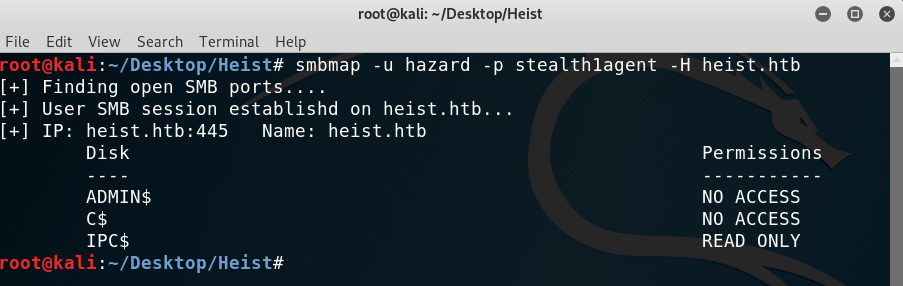 root@kali: ~/Desktop/Heist
File Edit View Search Terminal Help
root@kali:~/Desktop/Heist# smbmap -u hazard -p stealth1agent -H heist.htb
[+] Finding open SMB ports....
[+] User SMB session establishd on heist.htb...
[+] IP: heist.htb:445 Name: heist.htb
Disk Permissions
---- -----------
ADMIN$ NO ACCESS
C$ NO ACCESS
IPC$ READ ONLY
root@kali:~/Desktop/Heist#